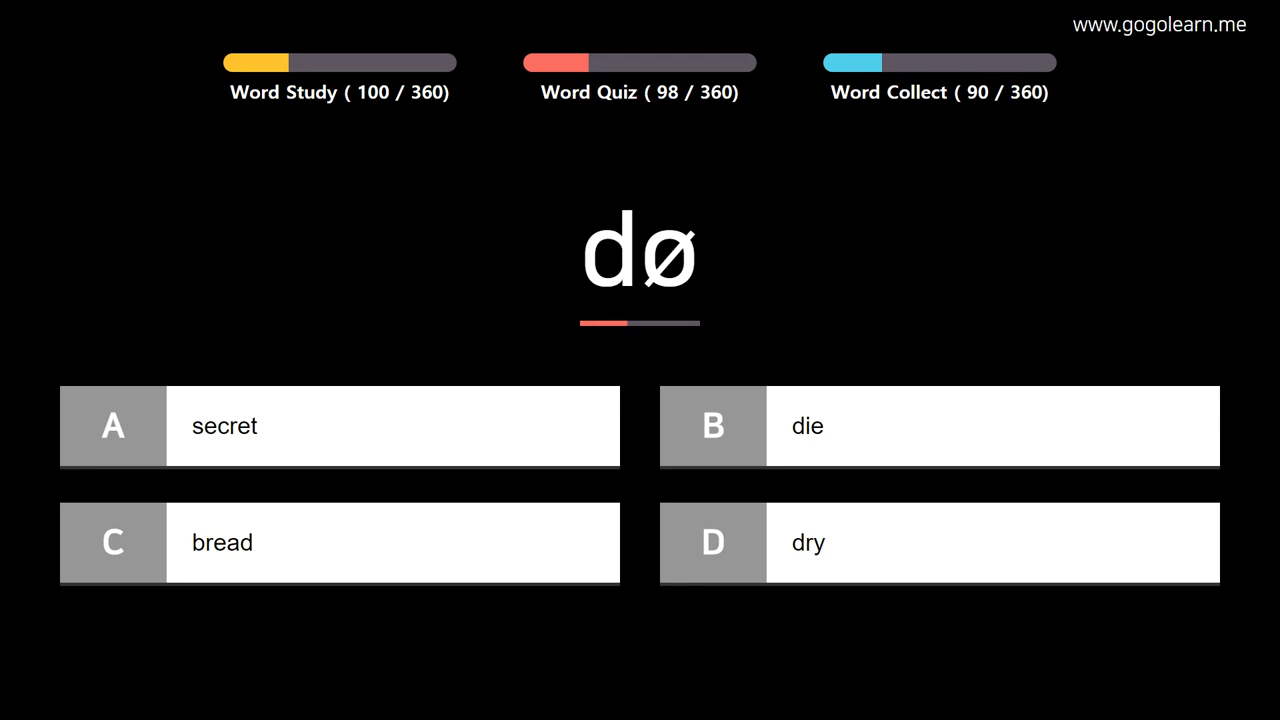 www.gogolearn.me
Word Study ( 100 / 360)
Word Quiz ( 98 / 360)
Word Collect ( 90 / 360)
dø
A
secret
B
die
C
bread
D
dry